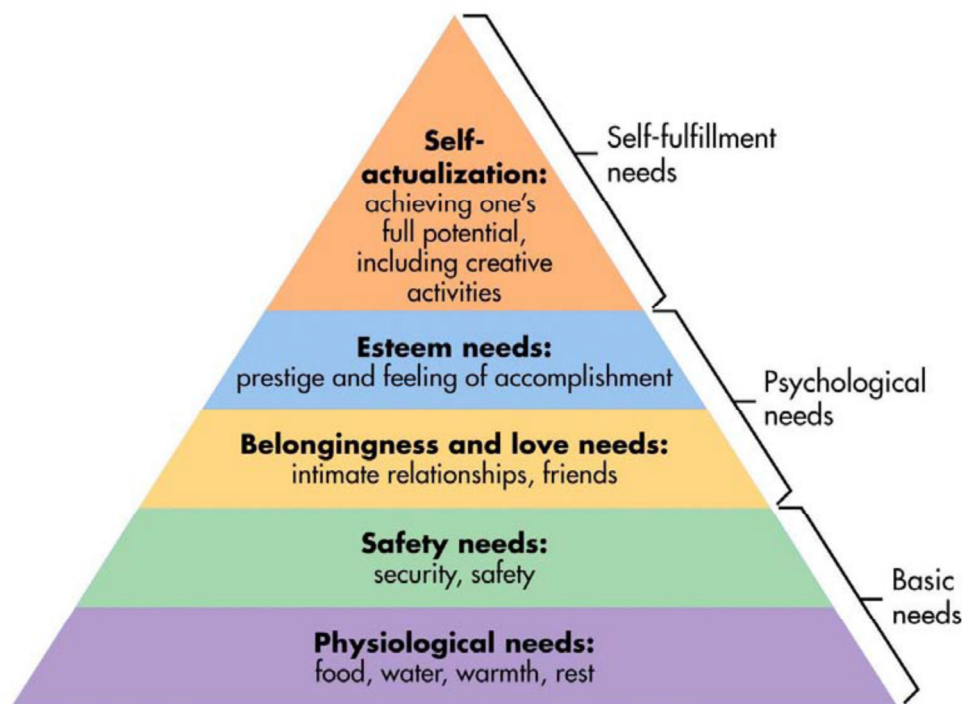 Self-
actualization:
achieving one's
full potential,
including creative
activities
Self-fulfillment
needs
Esteem needs:
prestige and feeling of accomplishment
Psychological
needs
Belongingness and love needs:
intimate relationships, friends
Safety needs:
security, safety
Basic
needs
Physiological needs:
food, water, warmth, rest